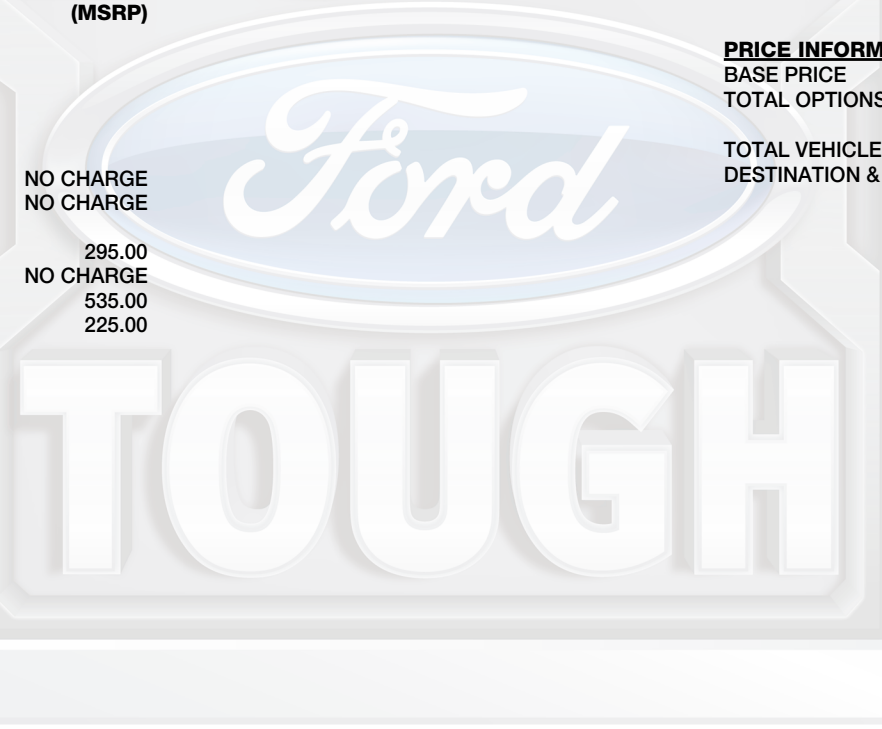 (MSRP)
NO CHARGE
NO CHARGE
295.00
NO CHARGE
535.00
225.00
PRICE INFORM
BASE PRICE
TOTAL OPTIONS
TOTAL VEHICLE
DESTINATION &
Ford
TOUGH